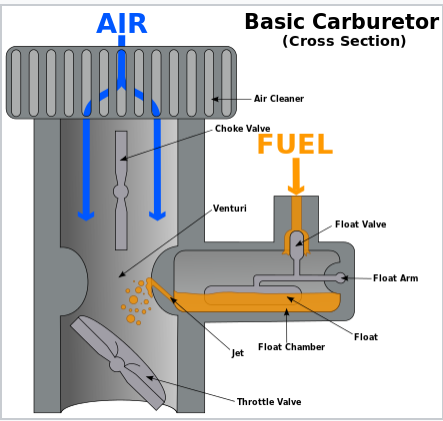 AIR
Basic Carburetor
(Cross Section)
Air Cleaner
Choke Valve
FUEL
Venturi
Float Valve
Float Arm
Float
Float Chamber
Jet
Throttle Valve